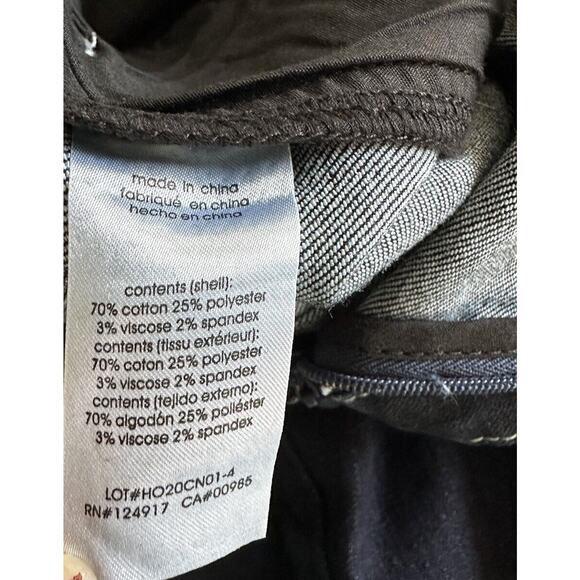 made in china
fabriqué en china
hecho en china
contents (shell):
70% cotton 25% polyester
3% viscose 2% spandex
contents (tissu extérieur):
70% coton 25% polyester
3% viscose 2% spandex
contents (tejido externo):
70% algodón 25% poliéster
3% viscose 2% spandex
LOT#HO20CN01-4
RN#124917 CA#00985